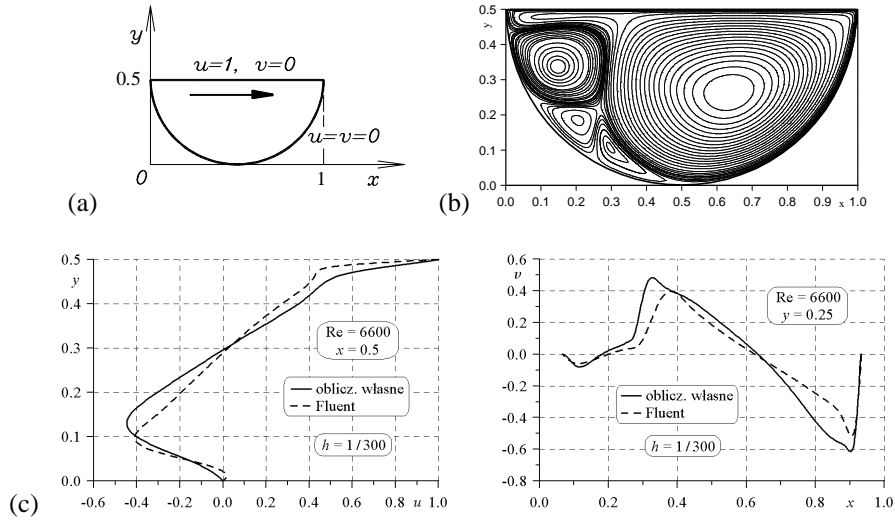 y
u=1, v=0
0.5
u=v=0
0
1
x
(a)
0.5
y
0.4
0.3
0.2
0.1
0.0
0.0 0.1 0.2 0.3 0.4 0.5 0.6 0.7 0.8 0.9 x 1.0
(b)
0.5
y
0.4
0.3
0.2
0.1
0.0
-0.6 -0.4 -0.2 0.0 0.2 0.4 0.6 0.8 u 1.0
Re = 6600
x = 0.5
oblicz. własne
Fluent
h = 1/300
(c)
0.6
v
0.4
0.2
0.0
-0.2
-0.4
-0.6
-0.8
0.0 0.2 0.4 0.6 0.8 x 1.0
Re = 6600
y = 0.25
oblicz. własne
Fluent
h = 1/300